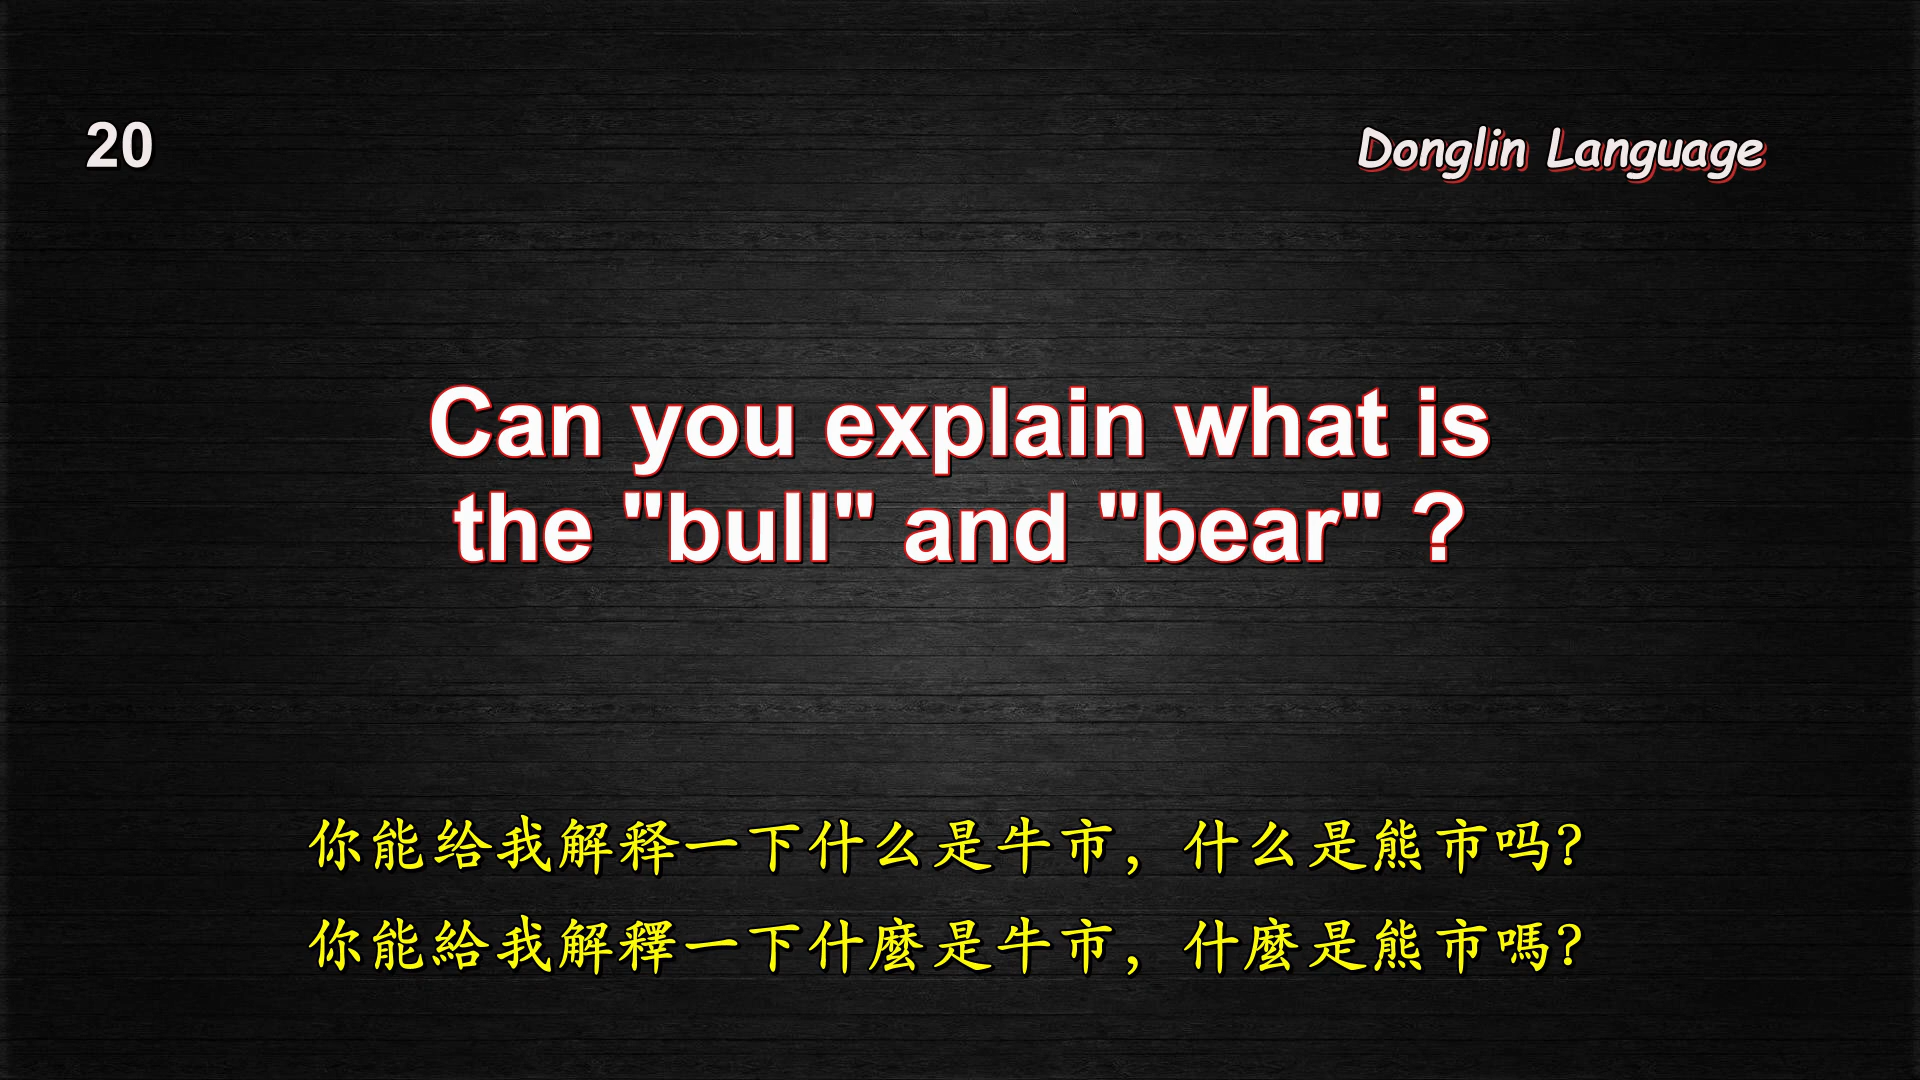 20
Donglin Language
Can you explain what is
the "bull" and "bear" ?
你能给我解释一下什么是牛市，什么是熊市吗?
你能給我解釋一下什麼是牛市，什麼是熊市嗎?